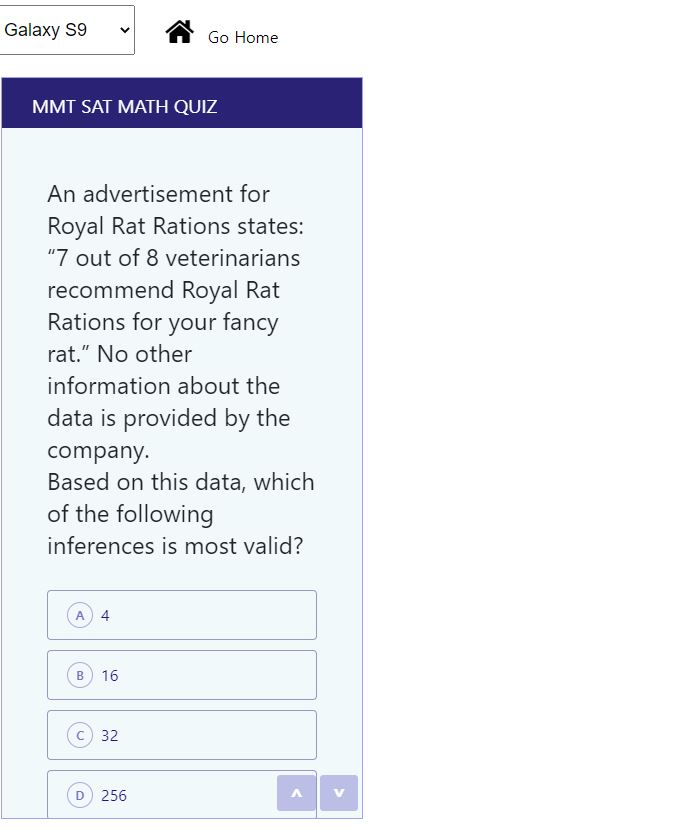 Galaxy S9
Go Home
MMT SAT MATH QUIZ
An advertisement for
Royal Rat Rations states:
“7 out of 8 veterinarians
recommend Royal Rat
Rations for your fancy
rat.” No other
information about the
data is provided by the
company.
Based on this data, which
of the following
inferences is most valid?
A 4
B 16
C 32
D 256